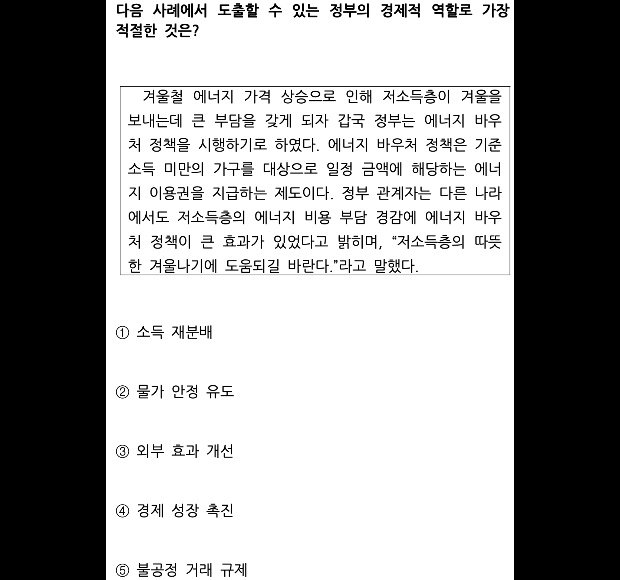 다음 사례에서 도출할 수 있는 정부의 경제적 역할로 가장
적절한 것은?
겨울철 에너지 가격 상승으로 인해 저소득층이 겨울을
보내는데 큰 부담을 갖게 되자 갑국 정부는 에너지 바우
처 정책을 시행하기로 하였다. 에너지 바우처 정책은 기준
소득 미만의 가구를 대상으로 일정 금액에 해당하는 에너
지 이용권을 지급하는 제도이다. 정부 관계자는 다른 나라
에서도 저소득층의 에너지 비용 부담 경감에 에너지 바우
처 정책이 큰 효과가 있었다고 밝히며, “저소득층의 따뜻
한 겨울나기에 도움되길 바란다.”라고 말했다.
① 소득 재분배
② 물가 안정 유도
③ 외부 효과 개선
④ 경제 성장 촉진
⑤ 불공정 거래 규제